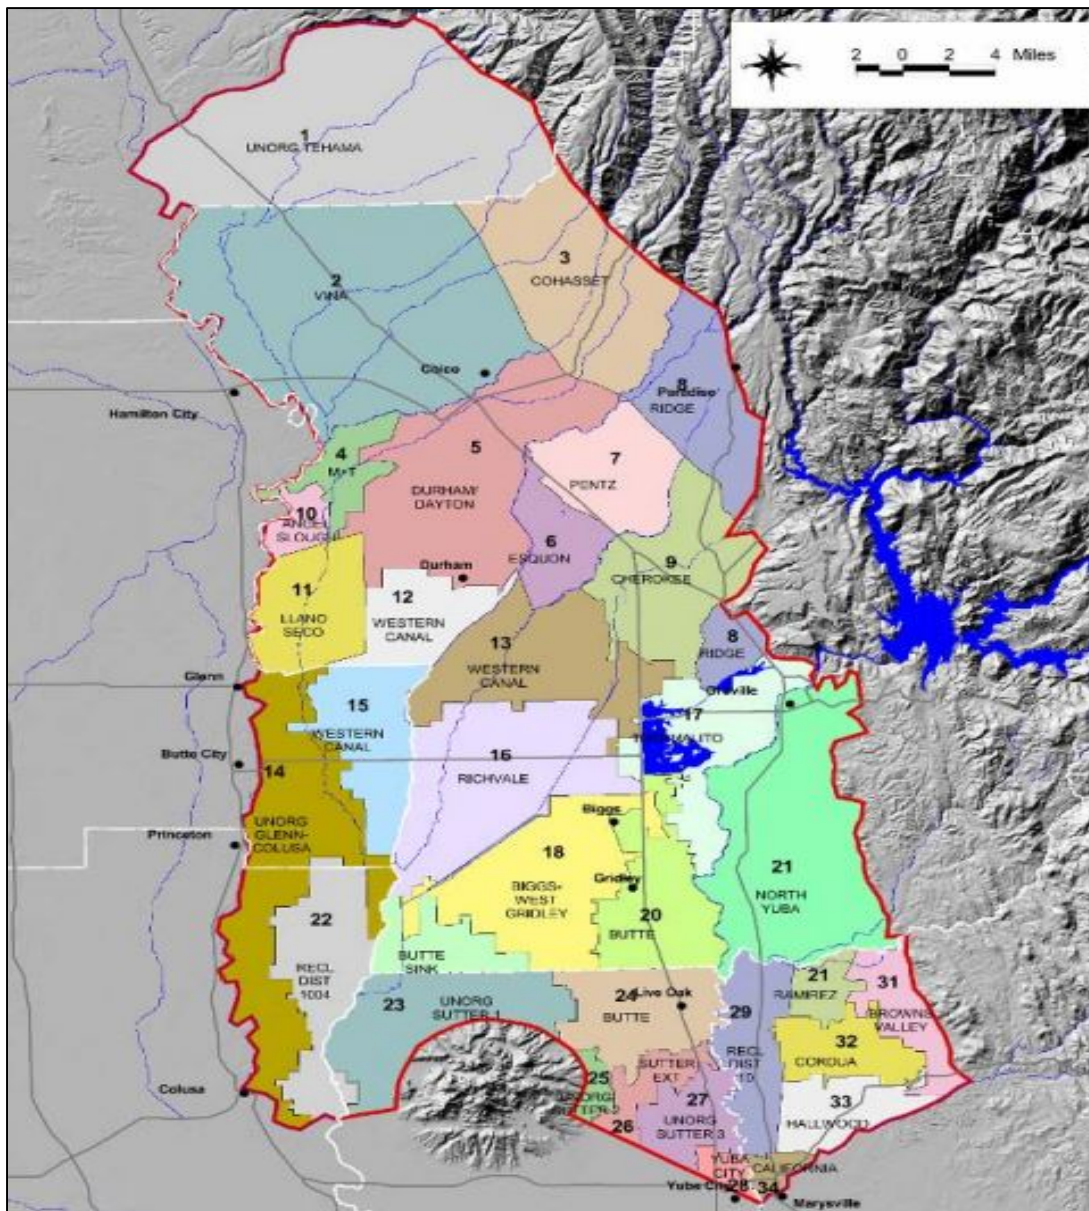 2 0 2 4 Miles
1
UNORG TEHAMA
3
COHASSET
2
VINA
Chico
8
Paradise
RIDGE
Hamilton City
4
M&T
5
DURHAM/
DAYTON
7
PENTZ
10
ANGEL
SLOUGH
6
ESQUON
Durham
9
CHEROKEE
11
LLANO
SECO
12
WESTERN
CANAL
13
WESTERN
CANAL
8
RIDGE
Glenn
Oroville
15
WESTERN
CANAL
17
THERMALITO
16
RICHVALE
Butte City
14
UNORG
GLENN-
COLUSA
Biggs
Princeton
18
BIGGS-
WEST
GRIDLEY
Gridley
20
BUTTE
21
NORTH
YUBA
22
RECL
DIST
1004
BUTTE
SINK
23
UNORG
SUTTER 1
24
Live Oak
BUTTE
29
RECL
DIST
10
21
RAMIREZ
31
BROWNS
VALLEY
32
CORDUA
Colusa
25
UNORG
SUTTER 2
SUTTER
EXT
27
UNORG
SUTTER 3
26
33
HALLWOOD
YUBA
CITY
CALIFORNIA
Yuba City
28
34
Marysville